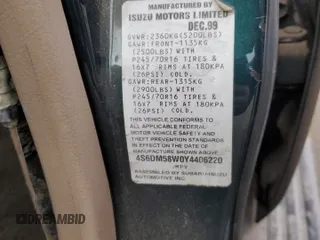 MANUFACTURED BY
ISUZU MOTORS LIMITED
DEC.99
GVWR:2360KG(5200LBS)
GAWR:FRONT-1135KG
(2500LBS)WITH
P245/70R16 TIRES &
16x7 RIMS AT 180KPA
(26PSI) COLD.
GAWR:REAR-1315KG
(2900LBS)WITH
P245/70R16 TIRES &
16x7 RIMS AT 180KPA
(26PSI) COLD.
THIS VEHICLE CONFORMS TO
ALL APPLICABLE FEDERAL
MOTOR VEHICLE SAFETY AND
THEFT PREVENTION STANDARDS
IN EFFECT ON THE DATE OF
MANUFACTURE SHOWN ABOVE.
4S6DM58W0Y4406220
.MPV
ASSEMBLED BY SUBARU-ISUZU
AUTOMOTIVE INC.